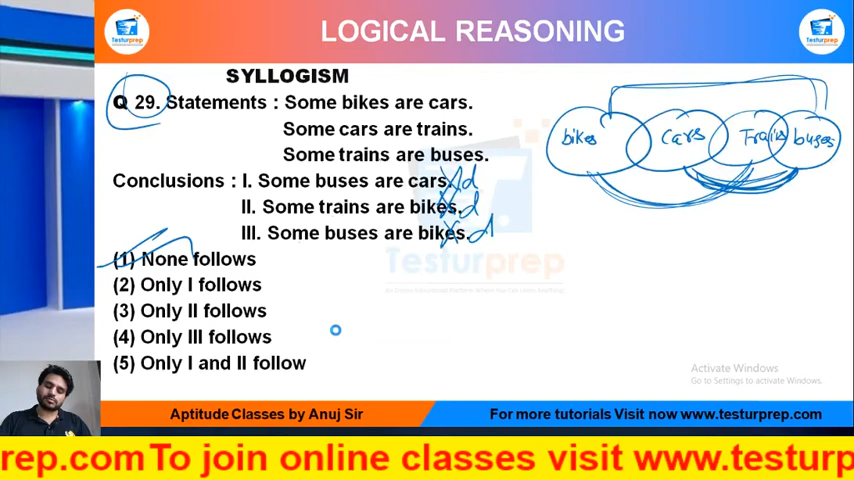 LOGICAL REASONING
Testurprep
Testurprep
SYLLOGISM
Q 29. Statements : Some bikes are cars.
Some cars are trains.
Some trains are buses.
Conclusions : I. Some buses are cars. d
II. Some trains are bikes. d
III. Some buses are bikes. d
(1) None follows
(2) Only I follows
(3) Only II follows
(4) Only III follows
(5) Only I and II follow
bikes Cars Trains buses
Testurprep
Activate Windows
Go to Settings to activate Windows.
Aptitude Classes by Anuj Sir
For more tutorials Visit now www.testurprep.com
rep.com To join online classes visit www.testurp